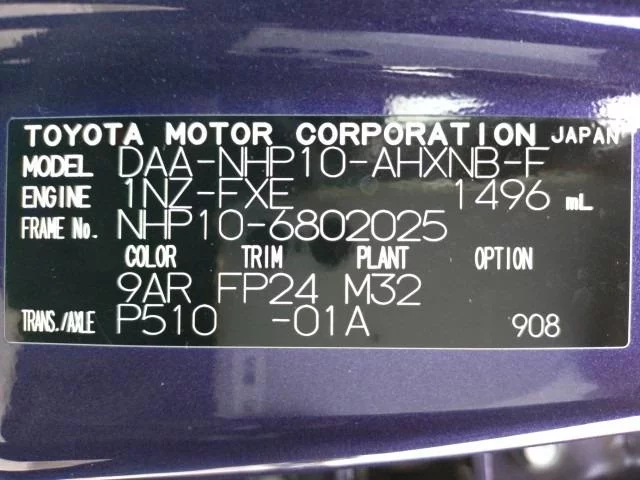 TOYOTA MOTOR CORPORATION JAPAN
MODEL DAA-NHP10-AHXNB-F
ENGINE 1NZ-FXE 1496 mL
FRAME No. NHP10-6802025
COLOR TRIM PLANT OPTION
9AR FP24 M32
TRANS./AXLE P510 -01A 908